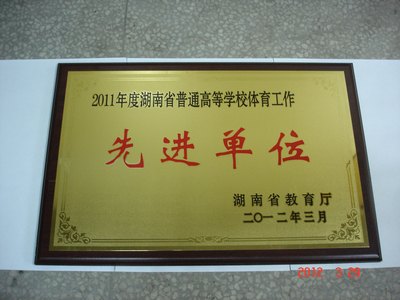 2011年度湖南省普通高等学校体育工作
先进单位
湖南省教育厅
二〇一二年三月
2012 3 29